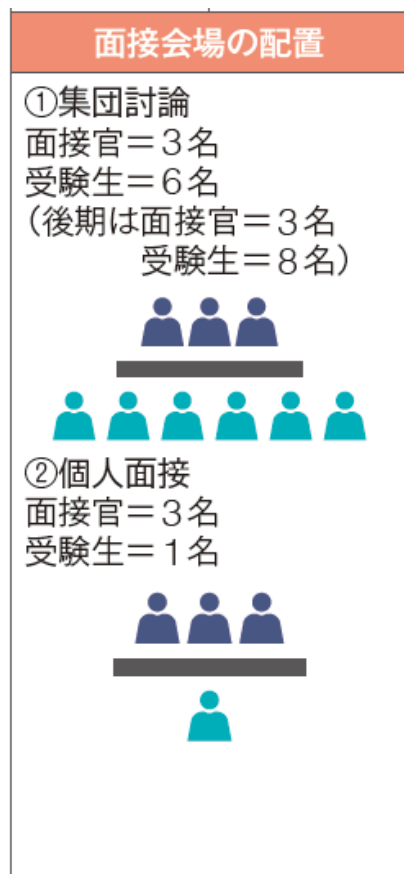 面接会場の配置
①集団討論
面接官＝３名
受験生＝６名
（後期は面接官＝３名
受験生＝８名）
②個人面接
面接官＝３名
受験生＝１名